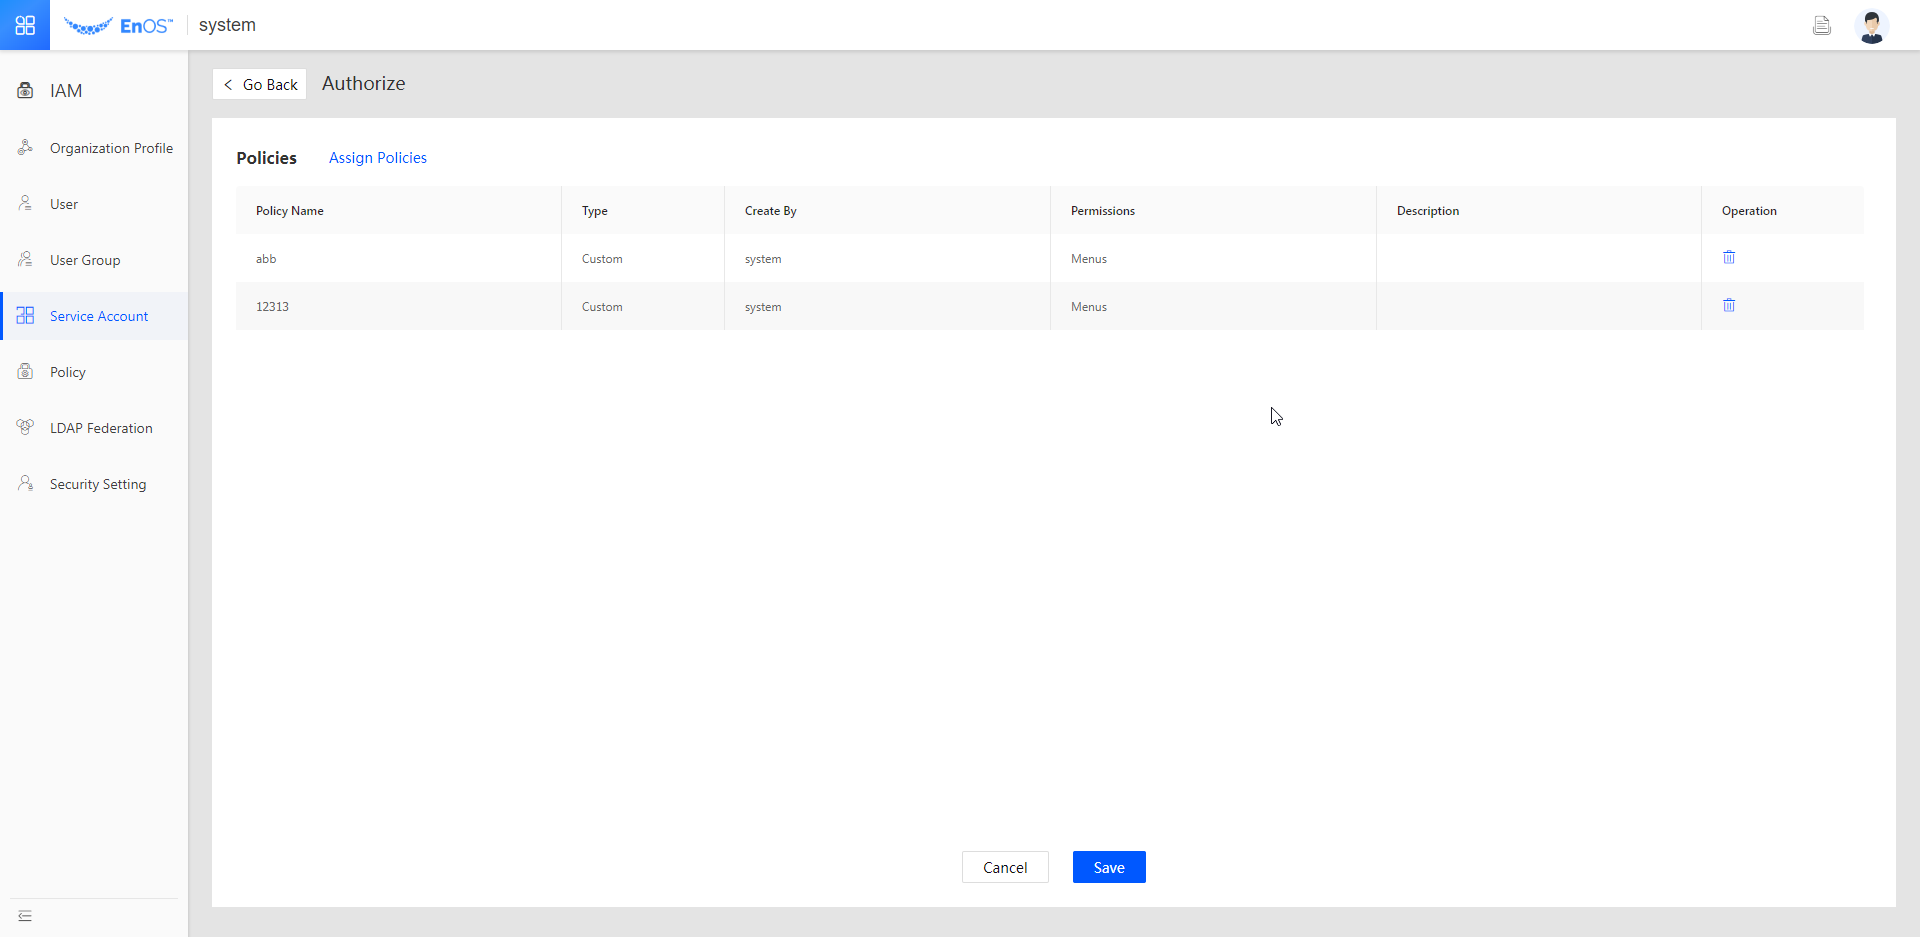 EnOS™ system
IAM
Organization Profile
User
User Group
Service Account
Policy
LDAP Federation
Security Setting
Go Back Authorize
Policies Assign Policies
Policy Name Type Create By Permissions Description Operation
abb Custom system Menus
12313 Custom system Menus
Cancel Save